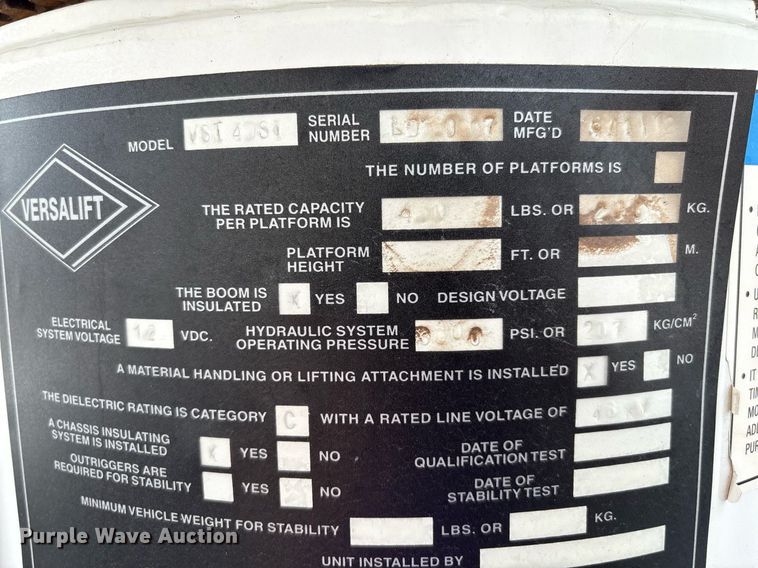 MODEL
SERIAL NUMBER
DATE MFG'D
THE NUMBER OF PLATFORMS IS
VERSALIFT
THE RATED CAPACITY PER PLATFORM IS
LBS. OR
KG.
PLATFORM HEIGHT
FT. OR
M.
THE BOOM IS INSULATED
X YES
NO
DESIGN VOLTAGE
ELECTRICAL SYSTEM VOLTAGE
12 VDC.
HYDRAULIC SYSTEM OPERATING PRESSURE
PSI. OR
KG/CM²
A MATERIAL HANDLING OR LIFTING ATTACHMENT IS INSTALLED
X YES
NO
THE DIELECTRIC RATING IS CATEGORY C WITH A RATED LINE VOLTAGE OF
A CHASSIS INSULATING SYSTEM IS INSTALLED
X YES
NO
DATE OF QUALIFICATION TEST
OUTRIGGERS ARE REQUIRED FOR STABILITY
YES
NO
DATE OF STABILITY TEST
MINIMUM VEHICLE WEIGHT FOR STABILITY
LBS. OR
KG.
UNIT INSTALLED BY
Purple Wave Auction